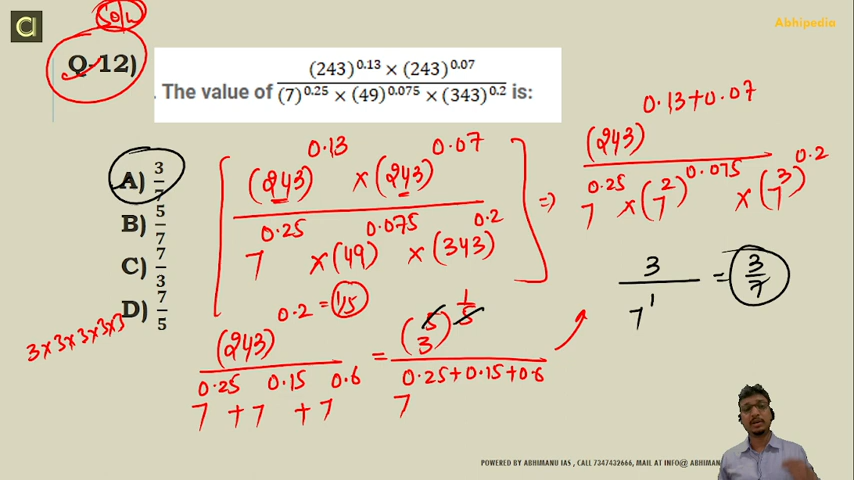 Soln
Abhipedia
Q-12)
(243)^0.13 × (243)^0.07
. The value of ――― is:
(7)^0.25 × (49)^0.075 × (343)^0.2
A) 3/7
B) 5/7
C) 7/3
D) 7/5
(243)^0.13 × (243)^0.07
7^0.25 × (49)^0.075 × (343)^0.2
=> (243)^0.13+0.07
7^0.25 × (7^2)^0.075 × (7^3)^0.2
3×3×3×3×3
(243)^0.2 = 1/5
7^0.25 + 7^0.15 + 7^0.6
= (3^5)^1/5
7^0.25+0.15+0.6
3/7^1 = 3/7
POWERED BY ABHIMANU IAS , CALL 7347432666, MAIL AT INFO@ ABHIMAN